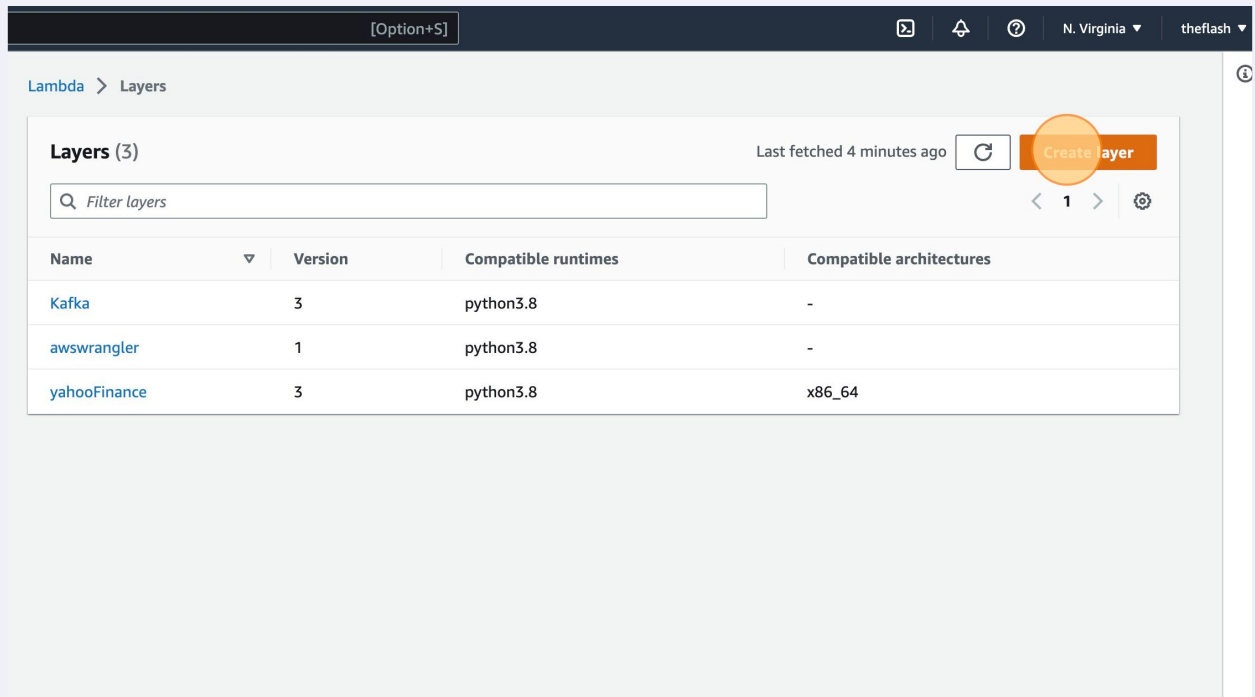 [Option+S] N. Virginia ▼ theflash ▼
Lambda > Layers
Layers (3) Last fetched 4 minutes ago Create layer
Filter layers < 1 >
Name Version Compatible runtimes Compatible architectures
Kafka 3 python3.8 -
awswrangler 1 python3.8 -
yahooFinance 3 python3.8 x86_64